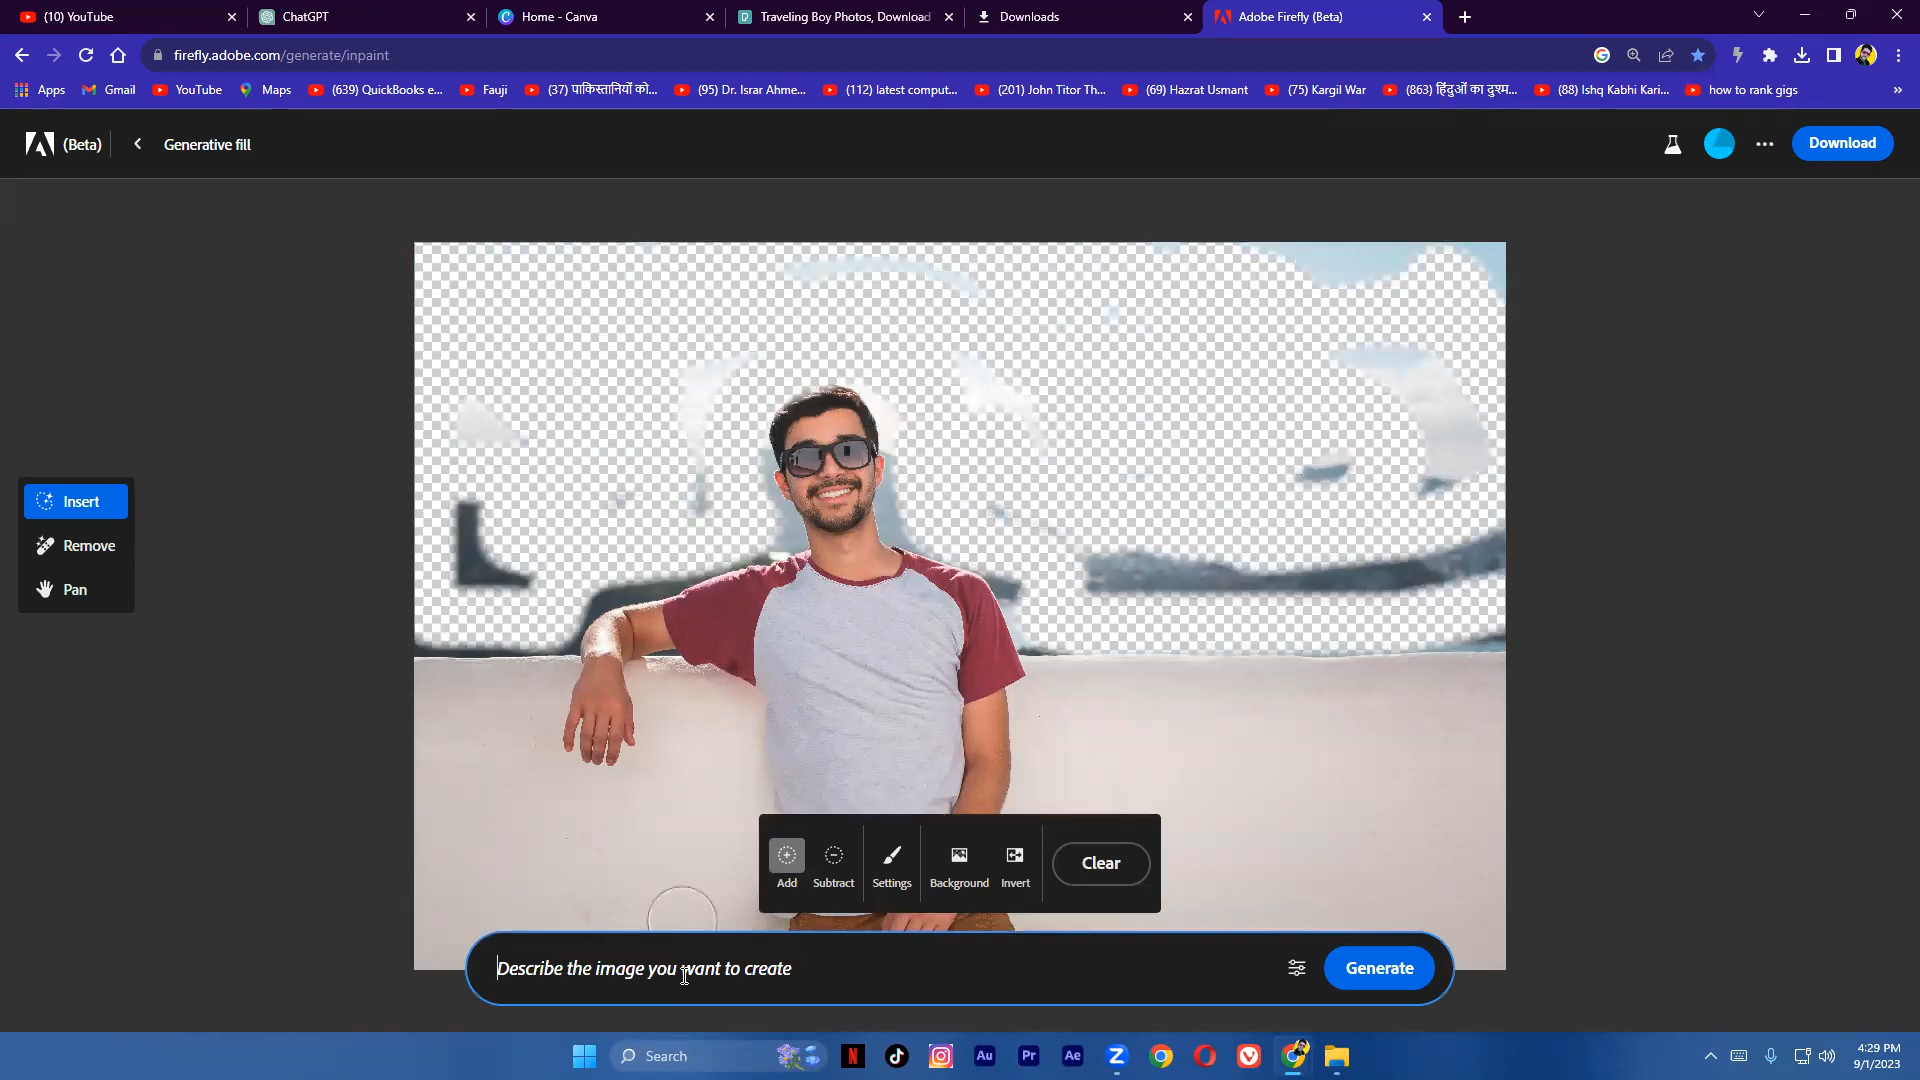 (10) YouTube
ChatGPT
Home - Canva
Traveling Boy Photos, Download
Downloads
Adobe Firefly (Beta)
firefly.adobe.com/generate/inpaint
Apps
Gmail
YouTube
Maps
(639) QuickBooks e...
Fauji
(37) पाकिस्तानियों को...
(95) Dr. Israr Ahme...
(112) latest comput...
(201) John Titor Th...
(69) Hazrat Usmant
(75) Kargil War
(863) हिंदुओं का दुश्म...
(88) Ishq Kabhi Kari...
how to rank gigs
(Beta)
Generative fill
Download
Insert
Remove
Pan
Add
Subtract
Settings
Background
Invert
Clear
Describe the image you want to create
Generate
Search
N
Au
Pr
Ae
Z
4:29 PM
9/1/2023